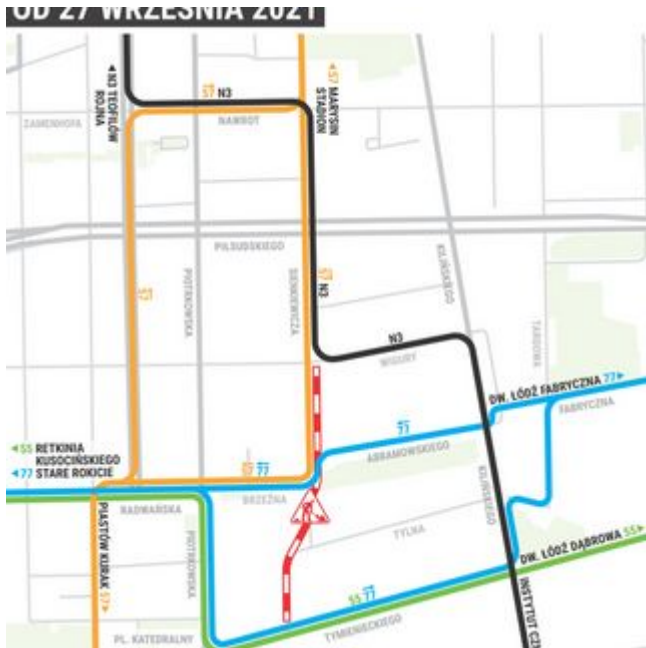 OD 27 WRZEŚNIA 2021
◄N3 TEOFILÓW
ROJNA
57 N3
◄57 MARYSIN
STADION
ZAMENHOFA
NAWROT
PIŁSUDSKIEGO
57
PIOTRKOWSKA
SIENKIEWICZA
57 N3
KILIŃSKIEGO
N3
WIGURY
TARGOWA
DW. ŁÓDŹ FABRYCZNA 77►
FABRYCZNA
77
ABRAMOWSKIEGO
◄55 RETKINIA
KUSOCIŃSKIEGO
◄77 STARE ROKICIE
57 77
BRZEŹNA
RADWAŃSKA
KILIŃSKIEGO
PIASTÓW KURAK 57►
PIOTRKOWSKA
TYLNA
DW. ŁÓDŹ DĄBROWA 55►
55 77
TYMIENIECKIEGO
PL. KATEDRALNY
INSTYTUT